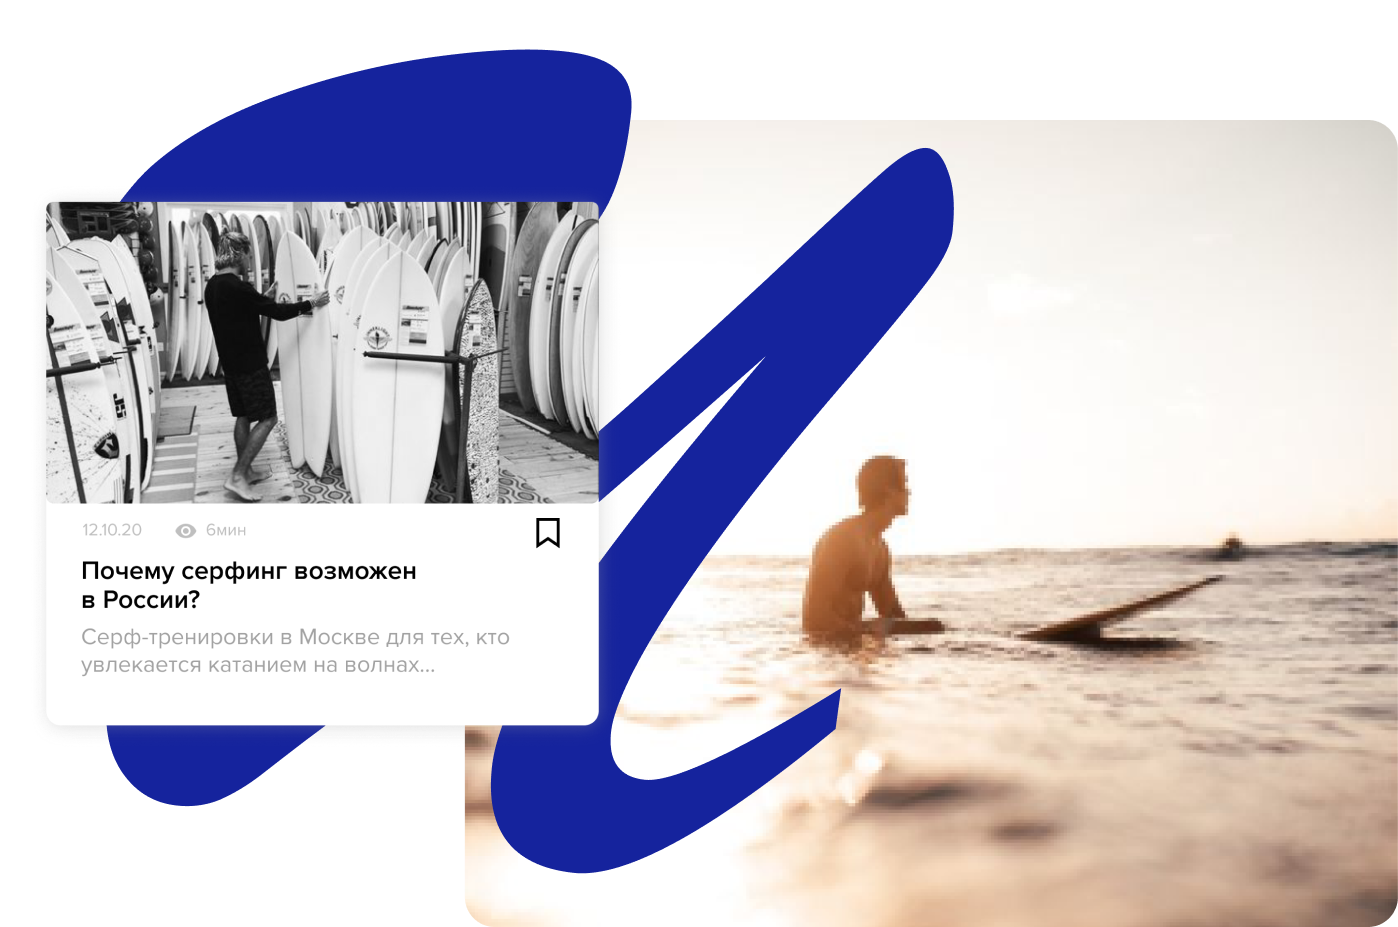 12.10.20 6мин
Почему серфинг возможен
в России?
Серф-тренировки в Москве для тех, кто
увлекается катанием на волнах...